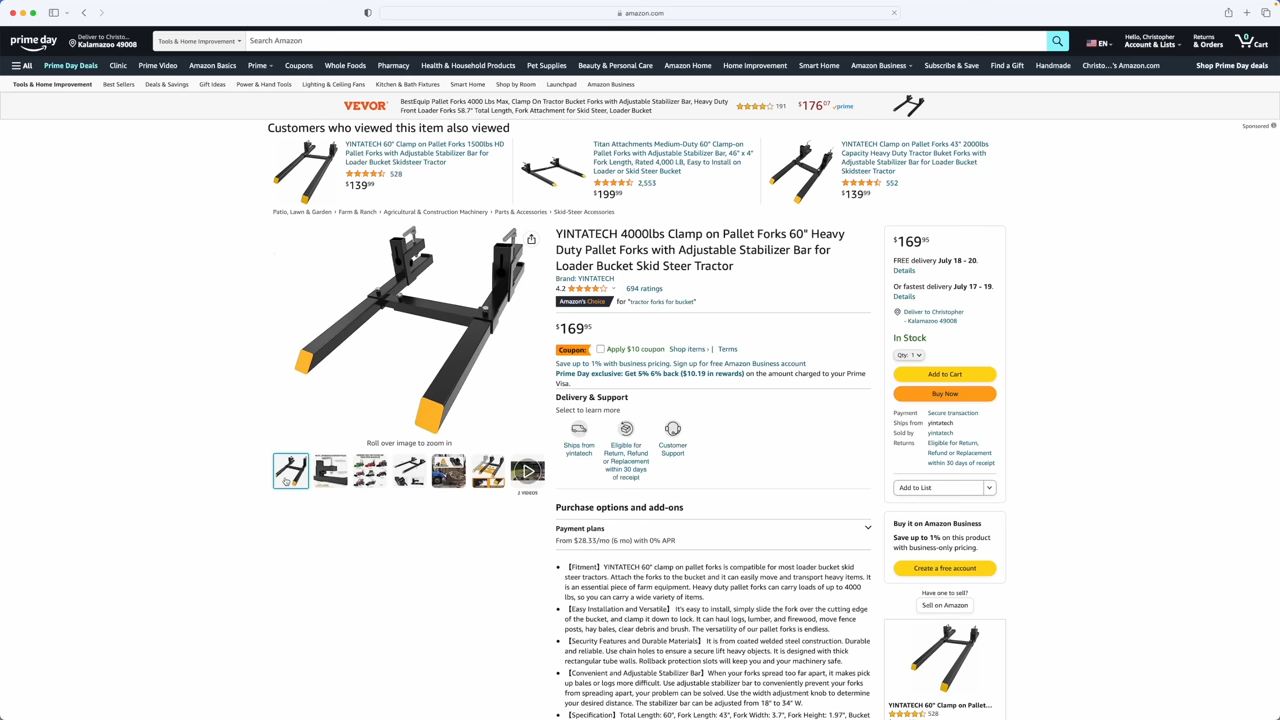 amazon.com
prime day
Deliver to Christo...
Kalamazoo 49008
Tools & Home Improvement
Search Amazon
EN
Hello, Christopher
Account & Lists
Returns
& Orders
0
Cart
All
Prime Day Deals
Clinic
Prime Video
Amazon Basics
Prime
Coupons
Whole Foods
Pharmacy
Health & Household Products
Pet Supplies
Beauty & Personal Care
Amazon Home
Home Improvement
Smart Home
Amazon Business
Subscribe & Save
Find a Gift
Handmade
Christo...'s Amazon.com
Shop Prime Day deals
Tools & Home Improvement
Best Sellers
Deals & Savings
Gift Ideas
Power & Hand Tools
Lighting & Ceiling Fans
Kitchen & Bath Fixtures
Smart Home
Shop by Room
Launchpad
Amazon Business
VEVOR
BestEquip Pallet Forks 4000 Lbs Max, Clamp On Tractor Bucket Forks with Adjustable Stabilizer Bar, Heavy Duty
Front Loader Forks 58.7" Total Length, Fork Attachment for Skid Steer, Loader Bucket
191
$17607
prime
Sponsored
Customers who viewed this item also viewed
YINTATECH 60" Clamp on Pallet Forks 1500lbs HD
Pallet Forks with Adjustable Stabilizer Bar for
Loader Bucket Skidsteer Tractor
528
$13999
Titan Attachments Medium-Duty 60" Clamp-on
Pallet Forks with Adjustable Stabilizer Bar, 46" x 4"
Fork Length, Rated 4,000 LB, Easy to Install on
Loader or Skid Steer Bucket
2,553
$19999
YINTATECH Clamp on Pallet Forks 43" 2000lbs
Capacity Heavy Duty Tractor Buket Forks with
Adjustable Stabilizer Bar for Loader Bucket
Skidsteer Tractor
552
$13999
Patio, Lawn & Garden › Farm & Ranch › Agricultural & Construction Machinery › Parts & Accessories › Skid-Steer Accessories
Roll over image to zoom in
2 VIDEOS
YINTATECH 4000lbs Clamp on Pallet Forks 60" Heavy
Duty Pallet Forks with Adjustable Stabilizer Bar for
Loader Bucket Skid Steer Tractor
Brand: YINTATECH
4.2
694 ratings
Amazon's Choice for "tractor forks for bucket"
$16995
Coupon: Apply $10 coupon Shop items › | Terms
Save up to 1% with business pricing. Sign up for free Amazon Business account
Prime Day exclusive: Get 5% 6% back ($10.19 in rewards) on the amount charged to your Prime
Visa.
Delivery & Support
Select to learn more
Ships from
yintatech
Eligible for
Return, Refund
or Replacement
within 30 days
of receipt
Customer
Support
Purchase options and add-ons
Payment plans
From $28.33/mo (6 mo) with 0% APR
• 【Fitment】YINTATECH 60" clamp on pallet forks is compatible for most loader bucket skid
steer tractors. Attach the forks to the bucket and it can easily move and transport heavy items. It
is an essential piece of farm equipment. Heavy duty pallet forks can carry loads of up to 4000
lbs, so you can carry a wide variety of items.
• 【Easy Installation and Versatile】 It's easy to install, simply slide the fork over the cutting edge
of the bucket, and clamp it down to lock. It can haul logs, lumber, and firewood, move fence
posts, hay bales, clear debris and brush. The versatility of our pallet forks is endless.
• 【Security Features and Durable Materials】 It is from coated welded steel construction. Durable
and reliable. Use chain holes to ensure a secure lift heavy objects. It is designed with thick
rectangular tube walls. Rollback protection slots will keep you and your machinery safe.
• 【Convenient and Adjustable Stabilizer Bar】When your forks spread too far apart, it makes pick
up bales or logs more difficult. Use adjustable stabilizer bar to conveniently prevent your forks
from spreading apart, your problem can be solved. Use the width adjustment knob to determine
your desired distance. The stabilizer bar can be adjusted from 18" to 34" W.
• 【Specification】Total Length: 60", Fork Length: 43", Fork Width: 3.7", Fork Height: 1.97", Bucket
$16995
FREE delivery July 18 - 20.
Details
Or fastest delivery July 17 - 19.
Details
Deliver to Christopher
- Kalamazoo 49008
In Stock
Qty: 1
Add to Cart
Buy Now
Payment Secure transaction
Ships from yintatech
Sold by yintatech
Returns Eligible for Return,
Refund or Replacement
within 30 days of receipt
Add to List
Buy it on Amazon Business
Save up to 1% on this product
with business-only pricing.
Create a free account
Have one to sell?
Sell on Amazon
YINTATECH 60" Clamp on Pallet...
528